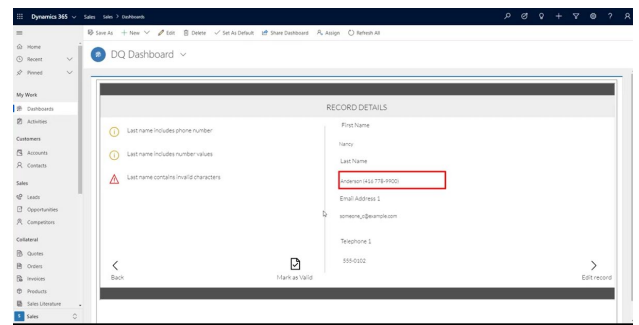 Dynamics 365
Sales
Sales > Dashboards
Save As
New
Edit
Delete
Set As Default
Share Dashboard
Assign
Refresh All
Home
Recent
Pinned
My Work
Dashboards
Activities
Customers
Accounts
Contacts
Sales
Leads
Opportunities
Competitors
Collateral
Quotes
Orders
Invoices
Products
Sales Literature
S Sales
DQ Dashboard
RECORD DETAILS
Last name includes phone number
Last name includes number values
Last name contains invalid characters
First Name
Nancy
Last Name
Anderson (416 778-9900)
Email Address 1
someone_c@example.com
Telephone 1
555-0102
Back
Mark as Valid
Edit record